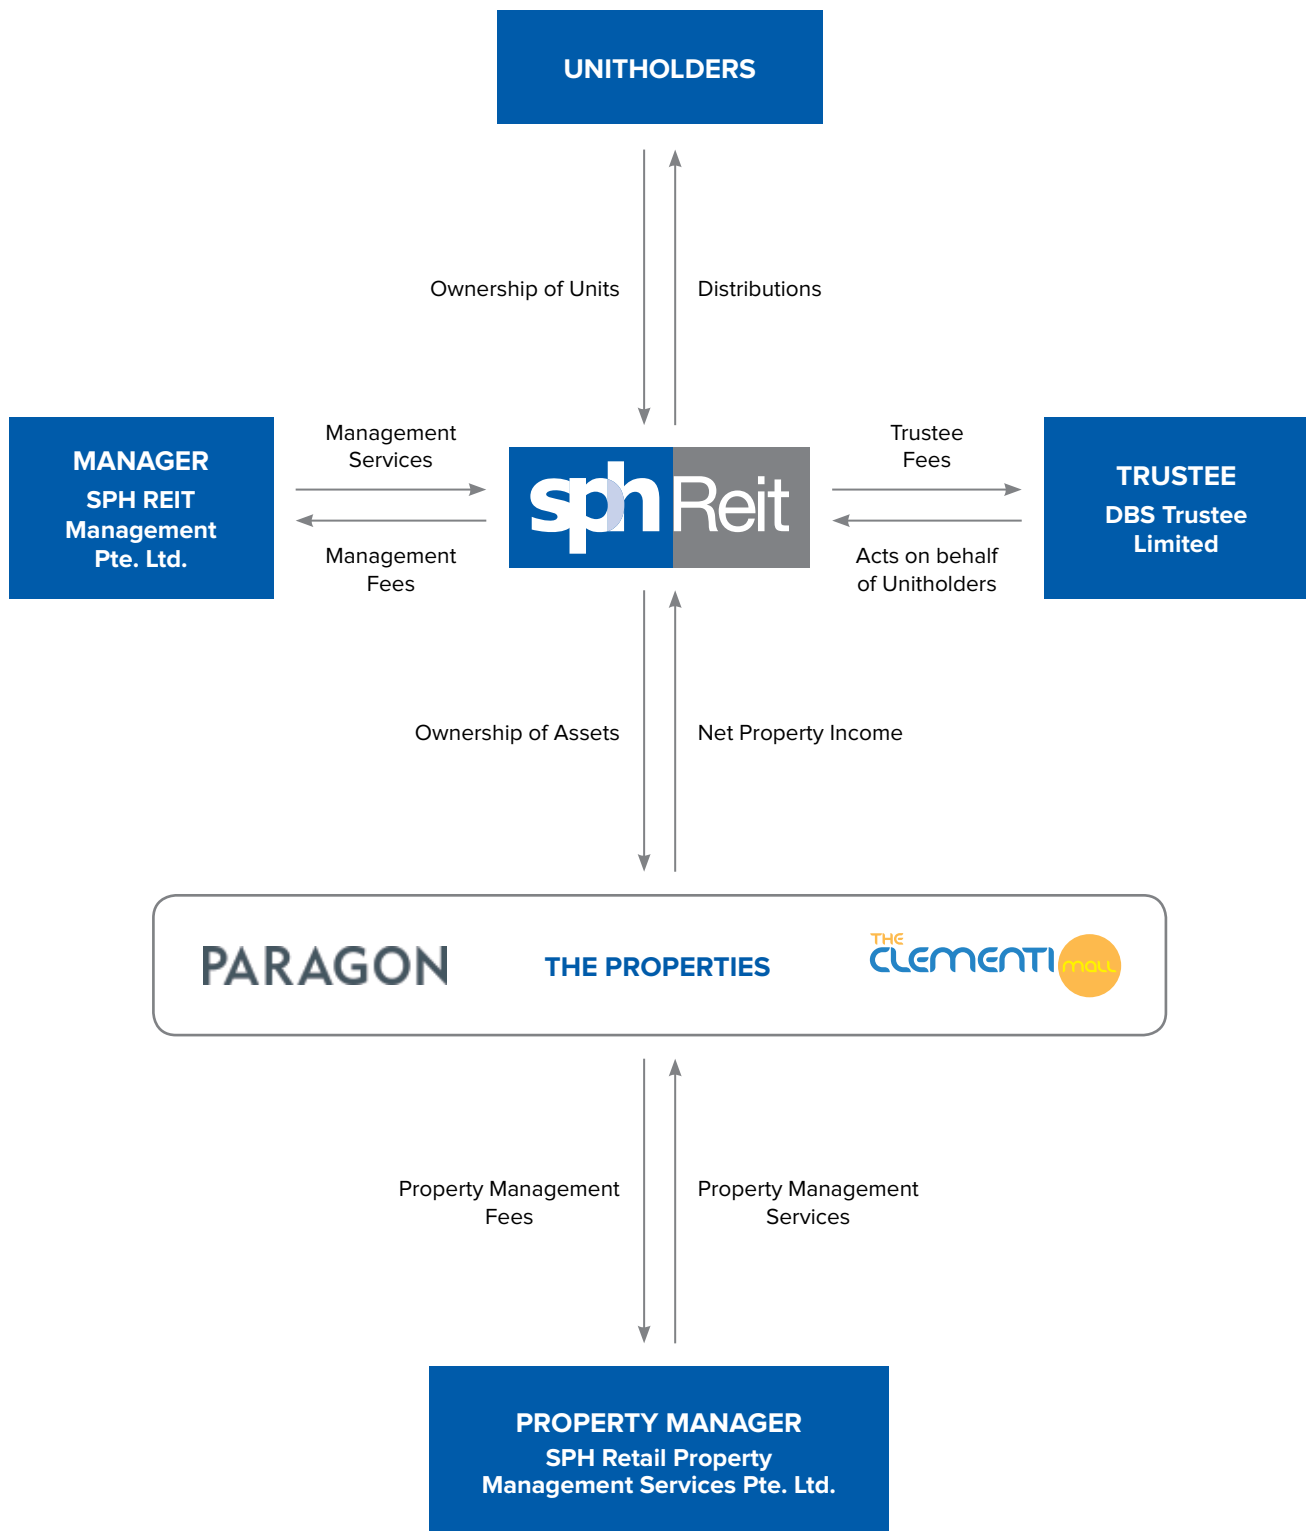 UNITHOLDERS
Ownership of Units
Distributions
MANAGER
SPH REIT
Management
Pte. Ltd.
Management
Services
Management
Fees
sph Reit
Trustee
Fees
Acts on behalf
of Unitholders
TRUSTEE
DBS Trustee
Limited
Ownership of Assets
Net Property Income
PARAGON
THE PROPERTIES
THE
CLEMENTI mall
Property Management
Fees
Property Management
Services
PROPERTY MANAGER
SPH Retail Property
Management Services Pte. Ltd.